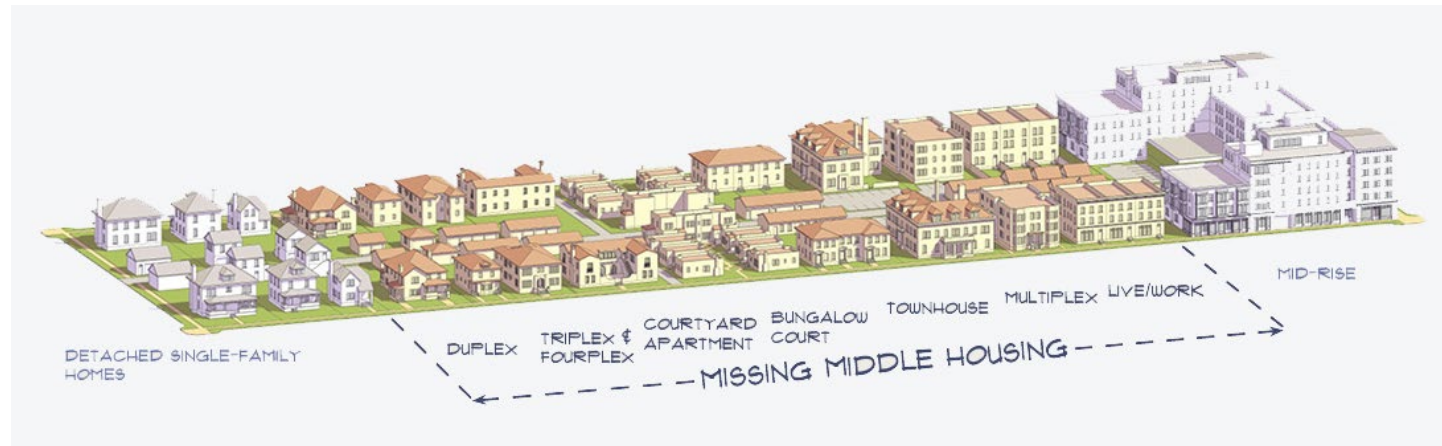 DETACHED SINGLE-FAMILY
HOMES
DUPLEX
TRIPLEX &
FOURPLEX
COURTYARD
APARTMENT
BUNGALOW
COURT
TOWNHOUSE
MULTIPLEX
LIVE/WORK
MID-RISE
MISSING MIDDLE HOUSING